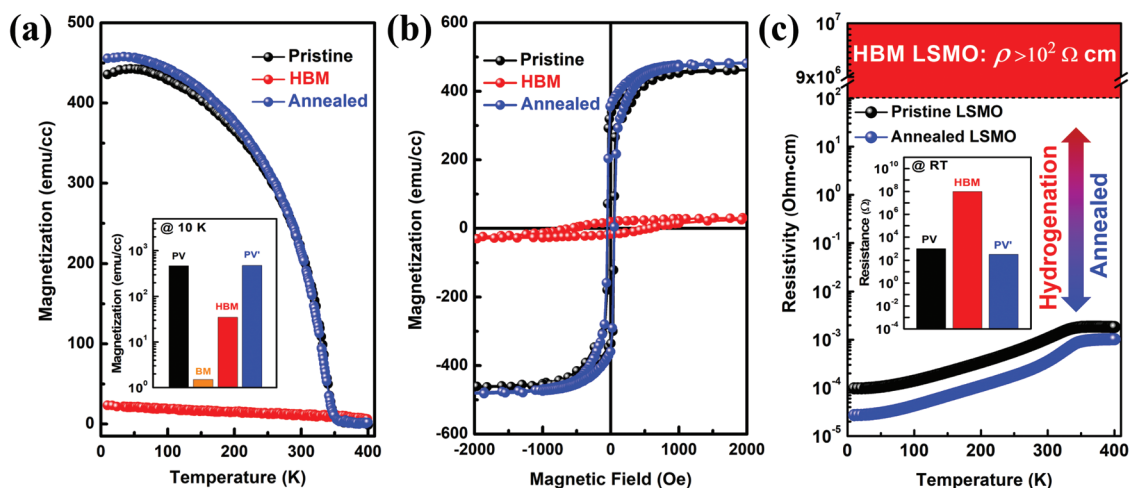 (a)
500
450
400
300
200
100
0
0
100
200
300
400
Magnetization (emu/cc)
Temperature (K)
Pristine
HBM
Annealed
@ 10 K
Magnetization (emu/cc)
10³
10²
10¹
10⁰
PV
BM
HBM
PV'
(b)
600
400
200
0
-200
-400
-600
-2000
-1000
0
1000
2000
Magnetization (emu/cc)
Magnetic Field (Oe)
Pristine
HBM
Annealed
(c)
10⁷
9x10⁶
10²
10¹
10⁰
10⁻¹
10⁻²
10⁻³
10⁻⁴
10⁻⁵
0
100
200
300
400
Resistivity (Ohm•cm)
Temperature (K)
HBM LSMO: ρ >10² Ω cm
Pristine LSMO
Annealed LSMO
@ RT
Resistance (Ω)
10¹⁰
10⁸
10⁶
10⁴
10²
10⁰
10⁻²
10⁻⁴
PV
HBM
PV'
Hydrogenation
Annealed